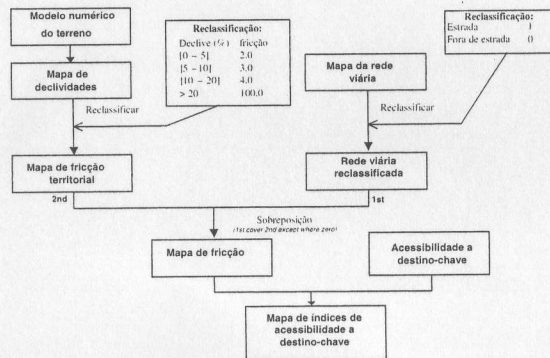 Modelo numérico
do terreno
Reclassificação:
Declive (%) fricção
[0 – 5] 2.0
[5 – 10] 3.0
[10 – 20] 4.0
> 20 100.0
Reclassificação:
Estrada 1
Fora de estrada 0
Mapa de
declividades
Mapa da rede
viária
Reclassificar
Reclassificar
Mapa de fricção
territorial
Rede viária
reclassificada
2nd
1st
Sobreposição
(1st cover 2nd except where zero)
Mapa de fricção
Acessibilidade a
destino-chave
Mapa de índices de
acessibilidade a
destino-chave